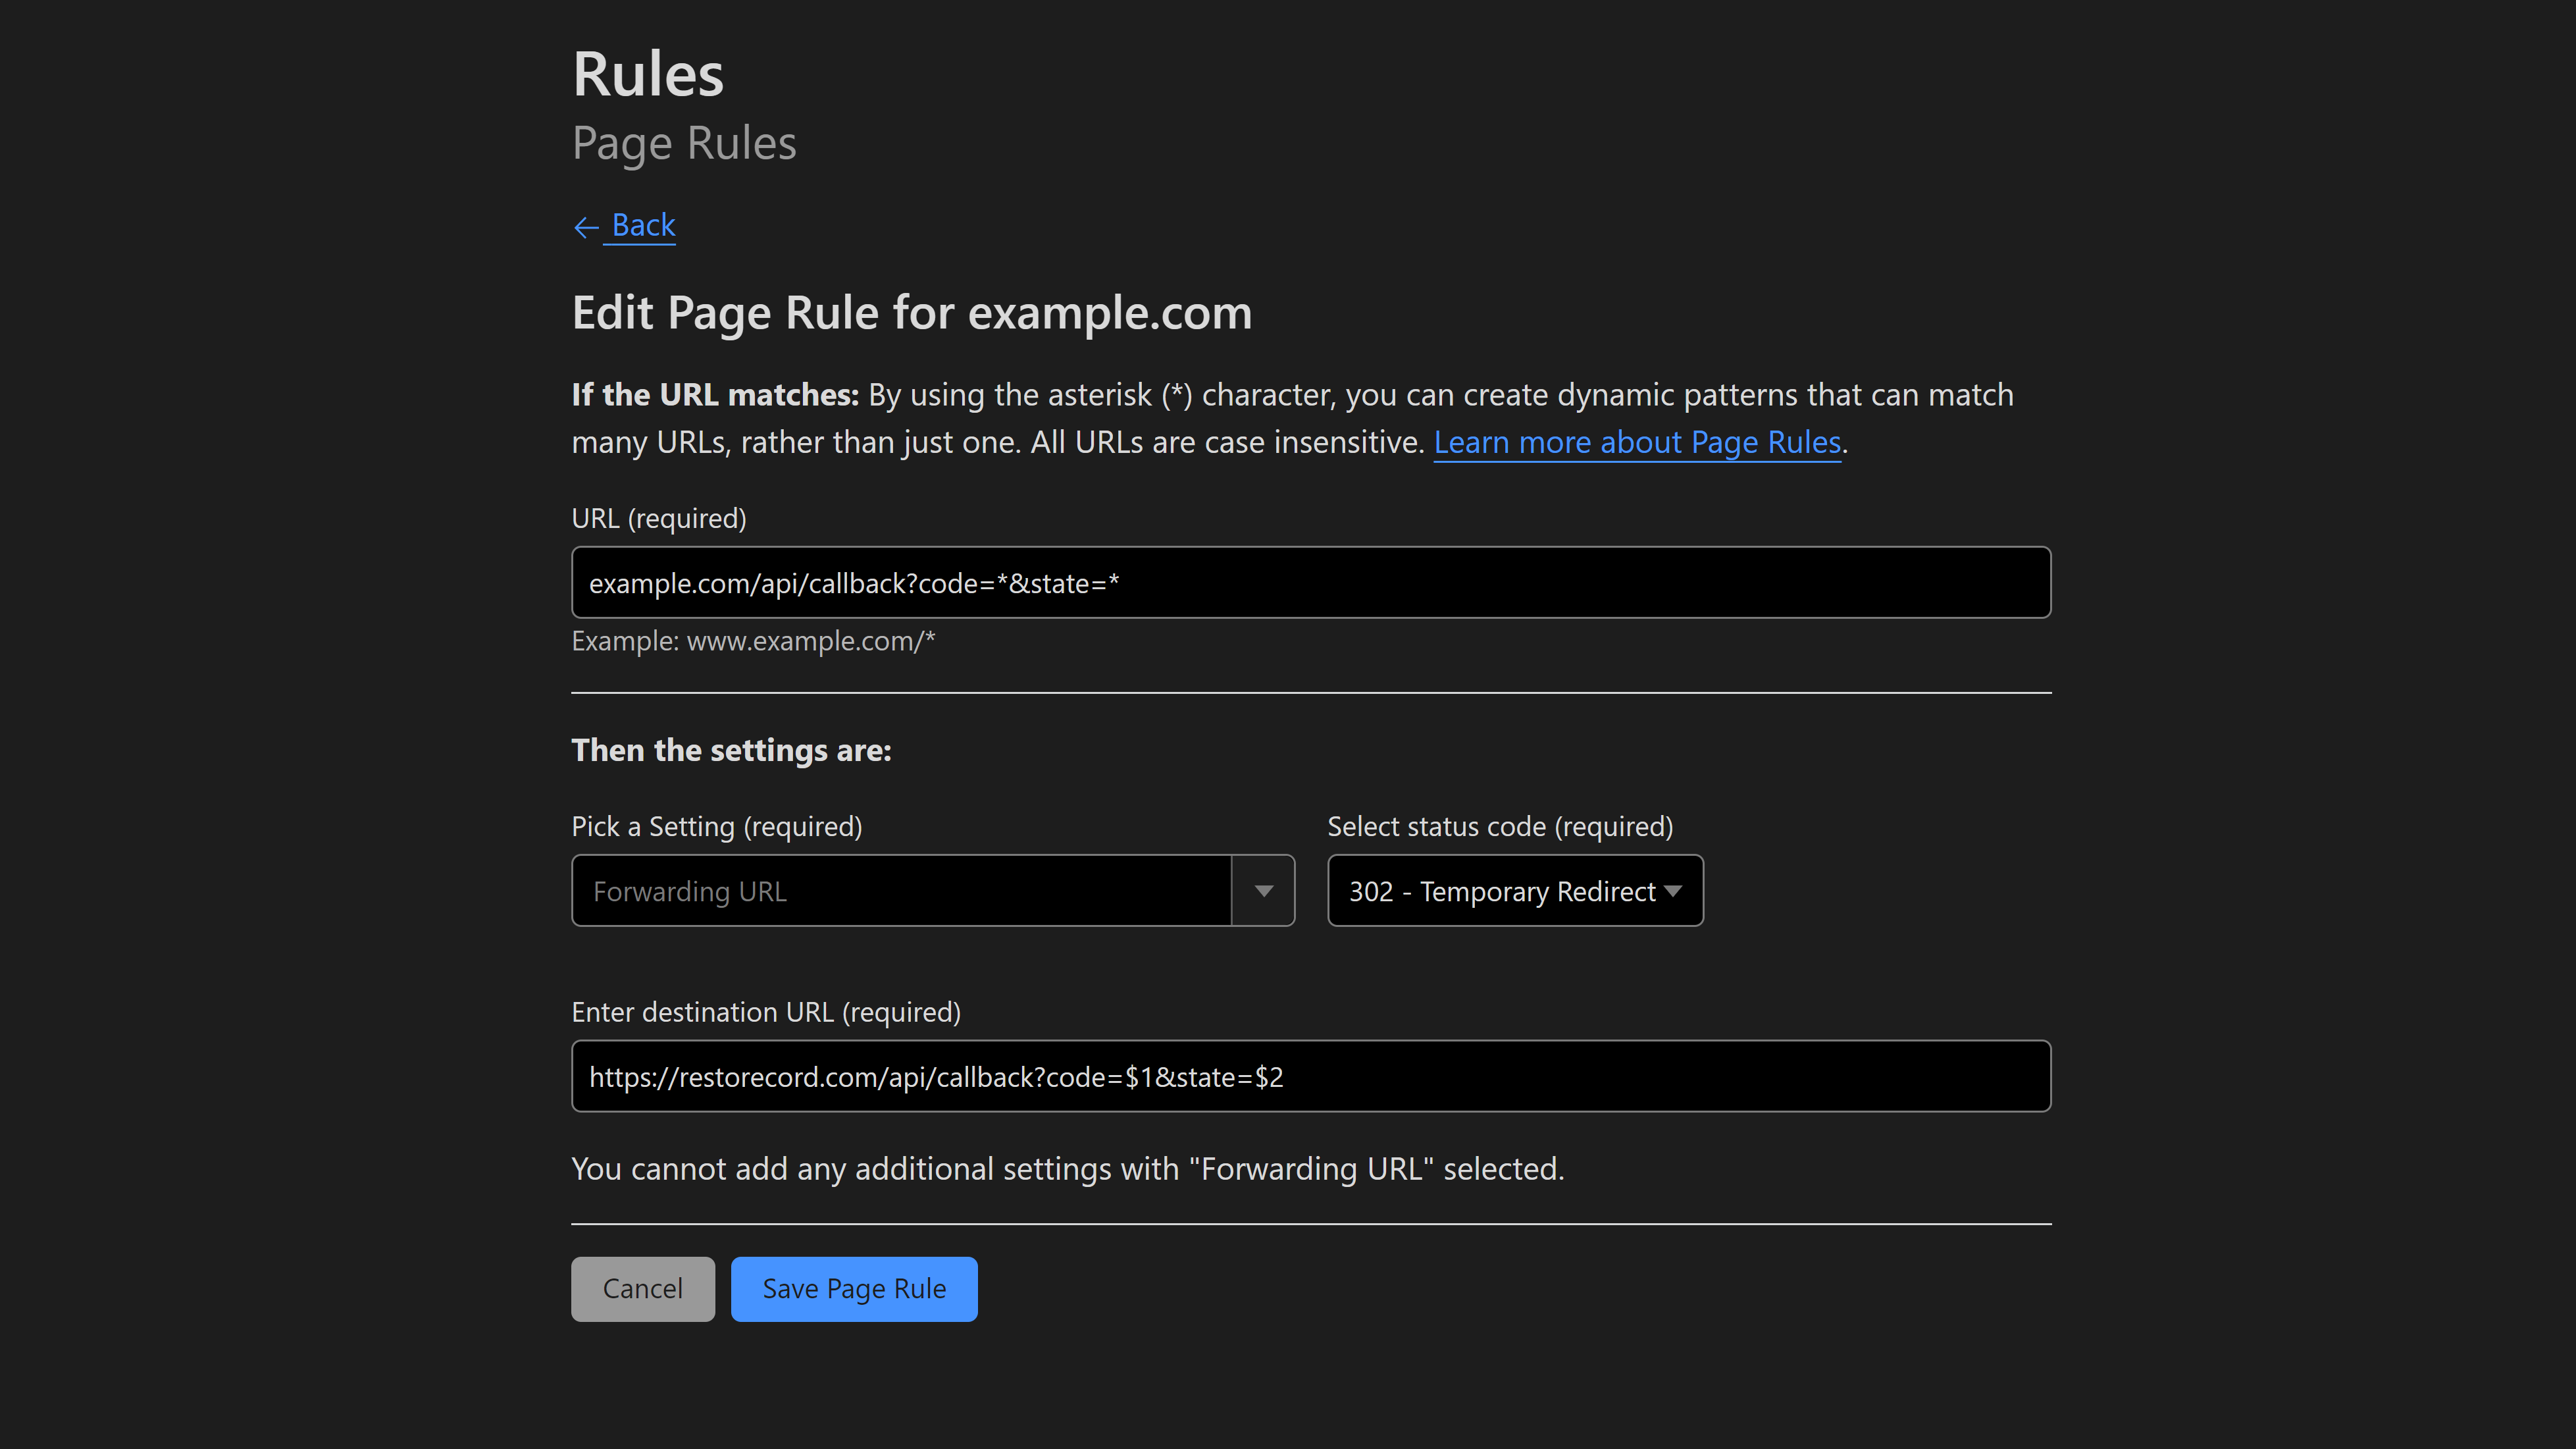 Rules
Page Rules
← Back
Edit Page Rule for example.com
If the URL matches: By using the asterisk (*) character, you can create dynamic patterns that can match
many URLs, rather than just one. All URLs are case insensitive. Learn more about Page Rules.
URL (required)
example.com/api/callback?code=*&state=*
Example: www.example.com/*
Then the settings are:
Pick a Setting (required) Select status code (required)
Forwarding URL 302 - Temporary Redirect
Enter destination URL (required)
https://restorecord.com/api/callback?code=$1&state=$2
You cannot add any additional settings with "Forwarding URL" selected.
Cancel Save Page Rule